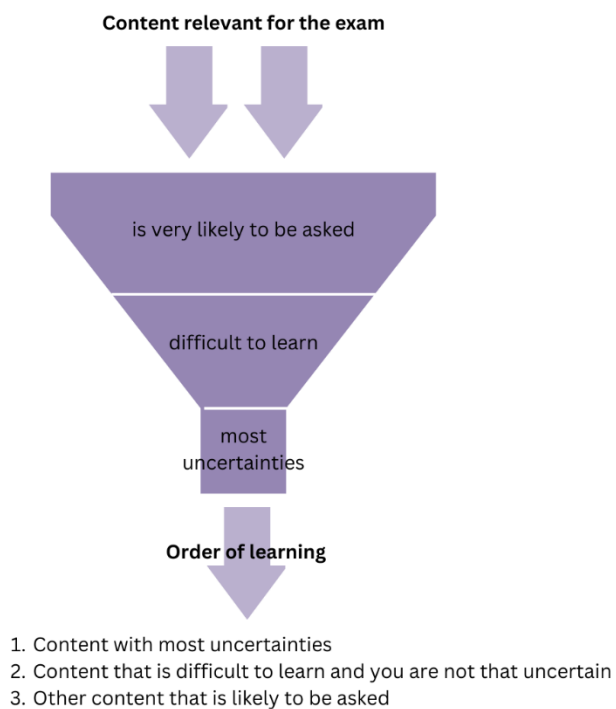 Content relevant for the exam
is very likely to be asked
difficult to learn
most
uncertainties
Order of learning
1. Content with most uncertainties
2. Content that is difficult to learn and you are not that uncertain
3. Other content that is likely to be asked